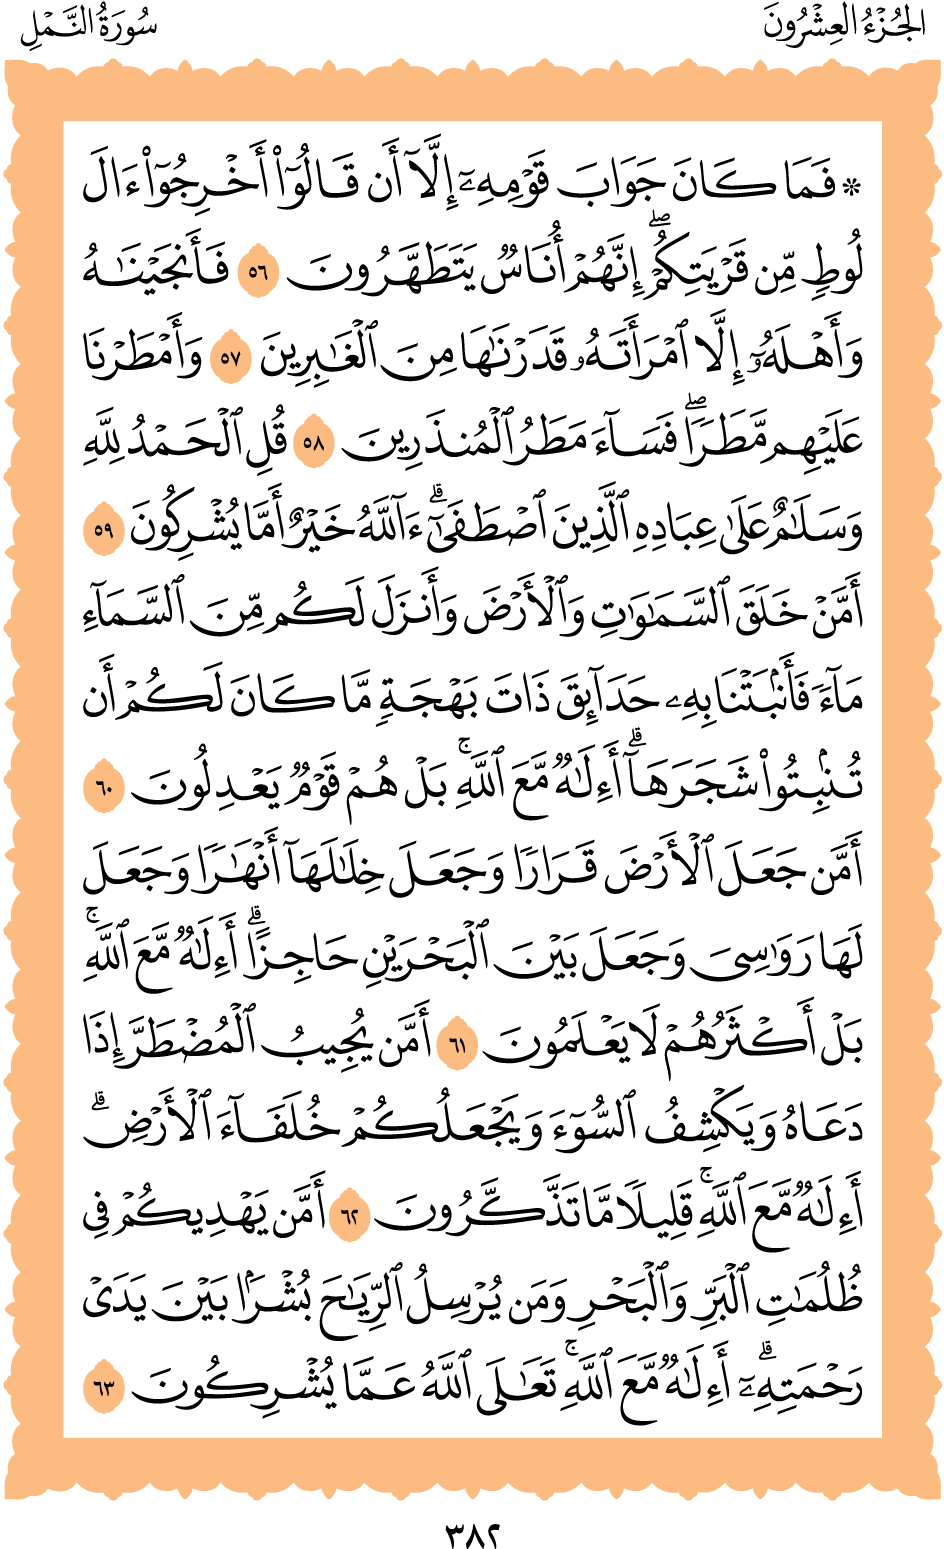 الجُزْءُ العِشْرُونَ
سُورَةُ النَّمْلِ
۞ فَمَا كَانَ جَوَابَ قَوْمِهِۦٓ إِلَّآ أَن قَالُوٓا۟ أَخْرِجُوٓا۟ ءَالَ
لُوطٍ مِّن قَرْيَتِكُمْ ۖ إِنَّهُمْ أُنَاسٌ يَتَطَهَّرُونَ ٥٦ فَأَنجَيْنَـٰهُ
وَأَهْلَهُۥٓ إِلَّا ٱمْرَأَتَهُۥ قَدَّرْنَـٰهَا مِنَ ٱلْغَـٰبِرِينَ ٥٧ وَأَمْطَرْنَا
عَلَيْهِم مَّطَرًا ۖ فَسَآءَ مَطَرُ ٱلْمُنذَرِينَ ٥٨ قُلِ ٱلْحَمْدُ لِلَّهِ
وَسَلَـٰمٌ عَلَىٰ عِبَادِهِ ٱلَّذِينَ ٱصْطَفَىٰٓ ۗ ءَآللَّهُ خَيْرٌ أَمَّا يُشْرِكُونَ ٥٩
أَمَّنْ خَلَقَ ٱلسَّمَـٰوَٰتِ وَٱلْأَرْضَ وَأَنزَلَ لَكُم مِّنَ ٱلسَّمَآءِ
مَآءً فَأَنۢبَتْنَا بِهِۦ حَدَآئِقَ ذَاتَ بَهْجَةٍ مَّا كَانَ لَكُمْ أَن
تُنۢبِتُوا۟ شَجَرَهَآ ۗ أَءِلَـٰهٌ مَّعَ ٱللَّهِ ۚ بَلْ هُمْ قَوْمٌ يَعْدِلُونَ ٦٠
أَمَّن جَعَلَ ٱلْأَرْضَ قَرَارًا وَجَعَلَ خِلَـٰلَهَآ أَنْهَـٰرًا وَجَعَلَ
لَهَا رَوَٰسِىَ وَجَعَلَ بَيْنَ ٱلْبَحْرَيْنِ حَاجِزًا ۗ أَءِلَـٰهٌ مَّعَ ٱللَّهِ ۚ
بَلْ أَكْثَرُهُمْ لَا يَعْلَمُونَ ٦١ أَمَّن يُجِيبُ ٱلْمُضْطَرَّ إِذَا
دَعَاهُ وَيَكْشِفُ ٱلسُّوٓءَ وَيَجْعَلُكُمْ خُلَفَآءَ ٱلْأَرْضِ ۗ
أَءِلَـٰهٌ مَّعَ ٱللَّهِ ۚ قَلِيلًا مَّا تَذَكَّرُونَ ٦٢ أَمَّن يَهْدِيكُمْ فِى
ظُلُمَـٰتِ ٱلْبَرِّ وَٱلْبَحْرِ وَمَن يُرْسِلُ ٱلرِّيَـٰحَ بُشْرًۢا بَيْنَ يَدَىْ
رَحْمَتِهِۦٓ ۗ أَءِلَـٰهٌ مَّعَ ٱللَّهِ ۚ تَعَـٰلَى ٱللَّهُ عَمَّا يُشْرِكُونَ ٦٣
٣٨٢